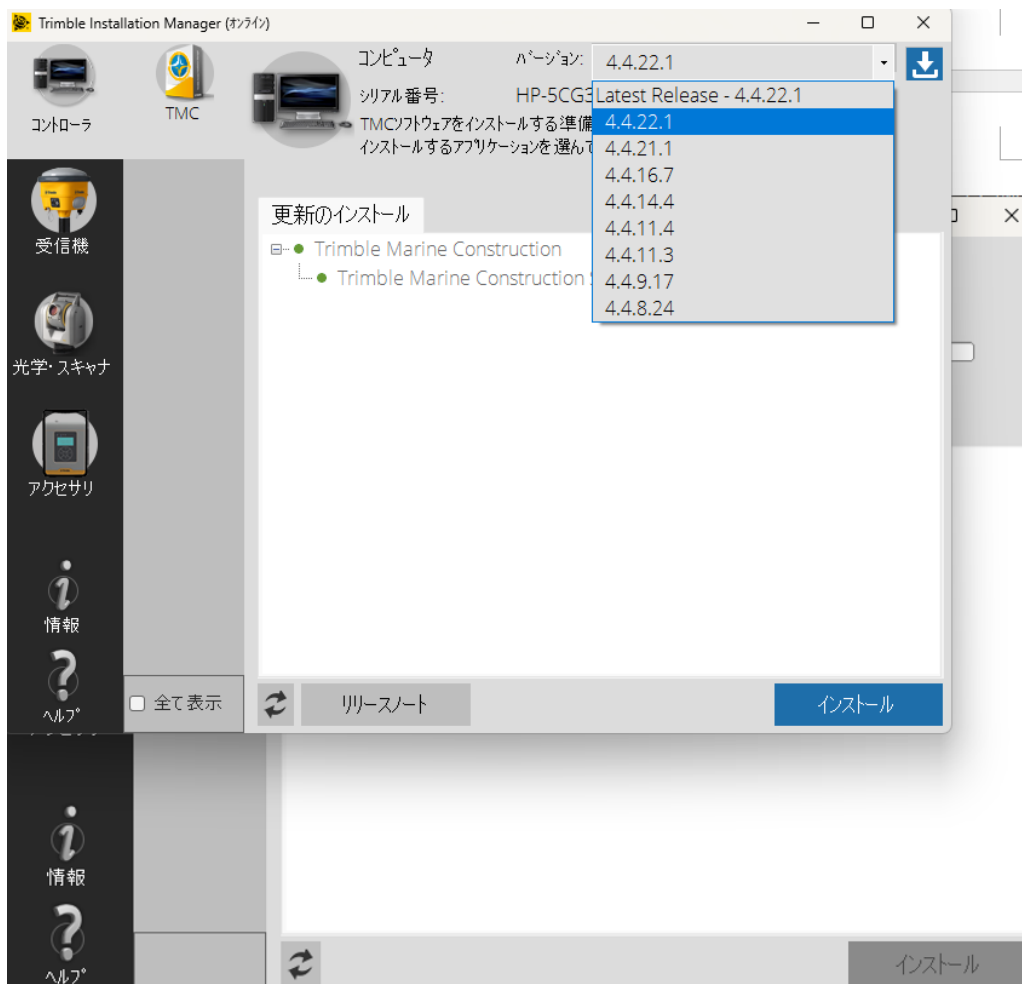 Trimble Installation Manager (オンライン)
コントローラ
TMC
コンピュータ
バージョン:
4.4.22.1
シリアル番号:
HP-5CG3
TMCソフトウェアをインストールする準備
インストールするアプリケーションを選んで
Latest Release - 4.4.22.1
4.4.22.1
4.4.21.1
4.4.16.7
4.4.14.4
4.4.11.4
4.4.11.3
4.4.9.17
4.4.8.24
受信機
光学・スキャナ
アクセサリ
情報
ヘルプ
更新のインストール
Trimble Marine Construction
Trimble Marine Construction
全て表示
リリースノート
インストール
情報
ヘルプ
インストール